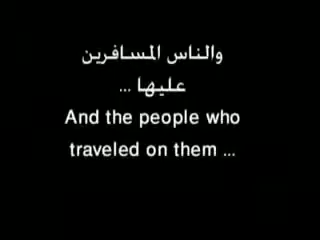 والناس المسافرين
عليها ...
And the people who
traveled on them ...